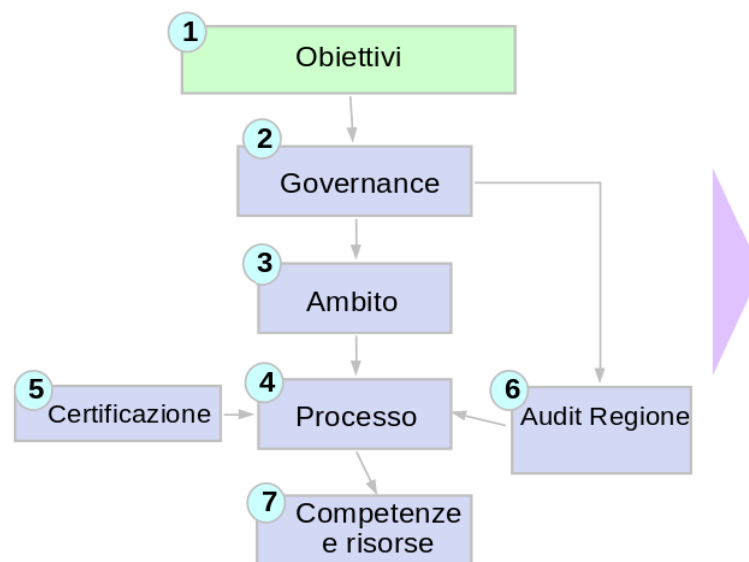 1
Obiettivi
2
Governance
3
Ambito
4
Processo
5
Certificazione
6
Audit Regione
7
Competenze
e risorse